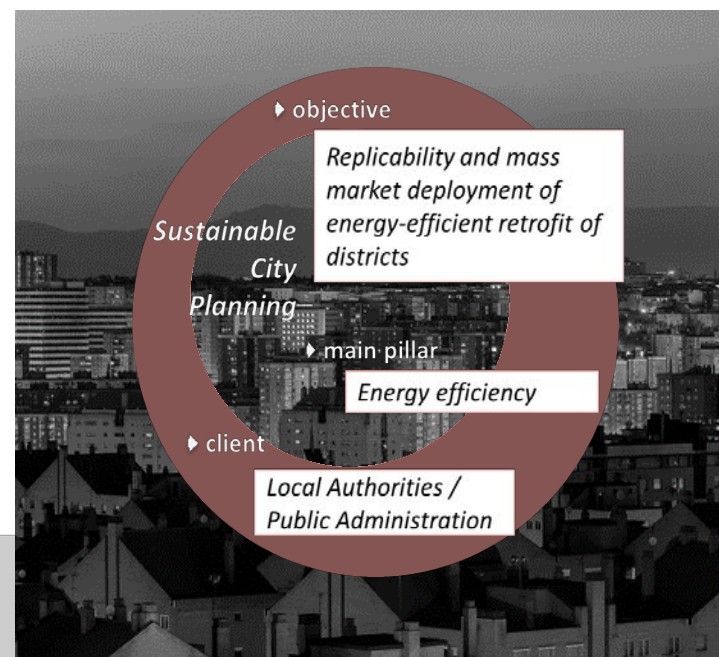 objective
Replicability and mass
market deployment of
energy-efficient retrofit of
districts
Sustainable
City
Planning
main pillar
Energy efficiency
client
Local Authorities /
Public Administration